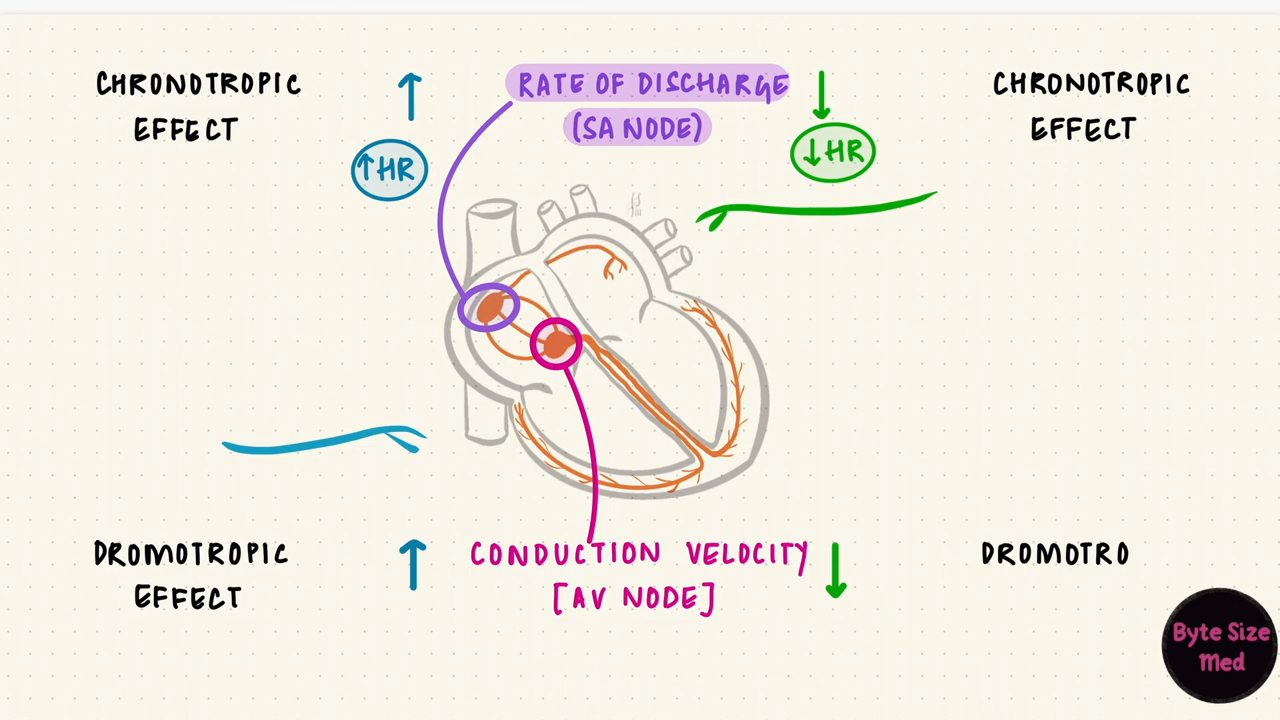 CHRONOTROPIC
EFFECT
↑
↑HR
RATE OF DISCHARGE
(SA NODE)
↓
↓HR
CHRONOTROPIC
EFFECT
DROMOTROPIC
EFFECT
↑
CONDUCTION VELOCITY
[AV NODE]
↓
DROMOTRO
Byte Size
Med